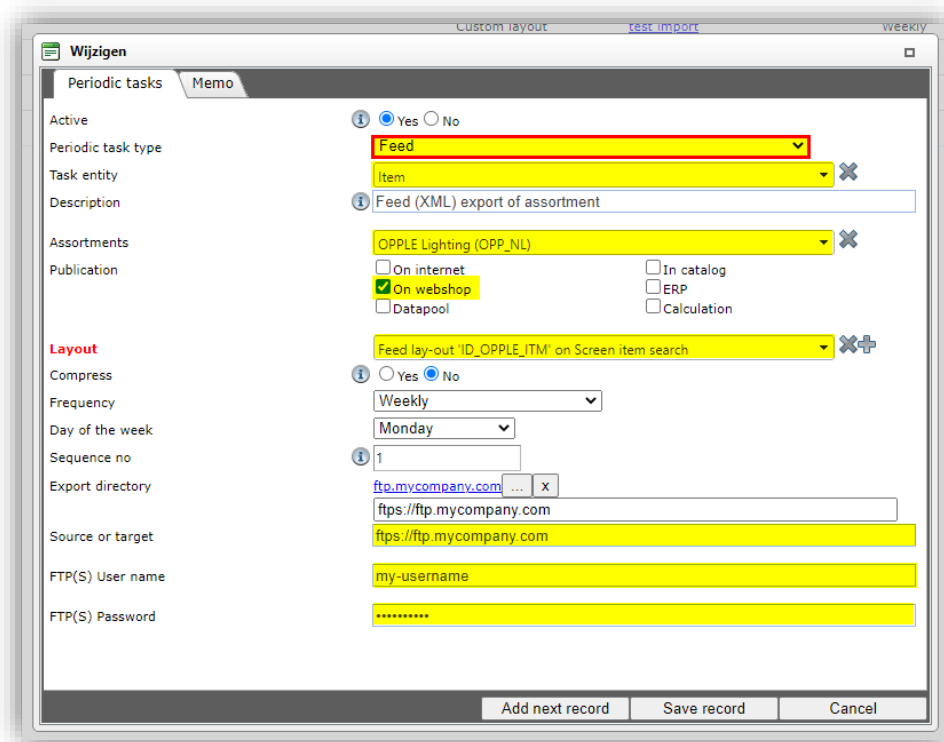 Custom layout test import Weekly
Wijzigen
Periodic tasks Memo
Active Yes No
Periodic task type Feed
Task entity Item
Description Feed (XML) export of assortment
Assortments OPPLE Lighting (OPP_NL)
Publication On internet In catalog
On webshop ERP
Datapool Calculation
Layout Feed lay-out 'ID_OPPLE_ITM' on Screen item search
Compress Yes No
Frequency Weekly
Day of the week Monday
Sequence no 1
Export directory ftp.mycompany.com ... x
ftps://ftp.mycompany.com
Source or target ftps://ftp.mycompany.com
FTP(S) User name my-username
FTP(S) Password ••••••••••
Add next record Save record Cancel